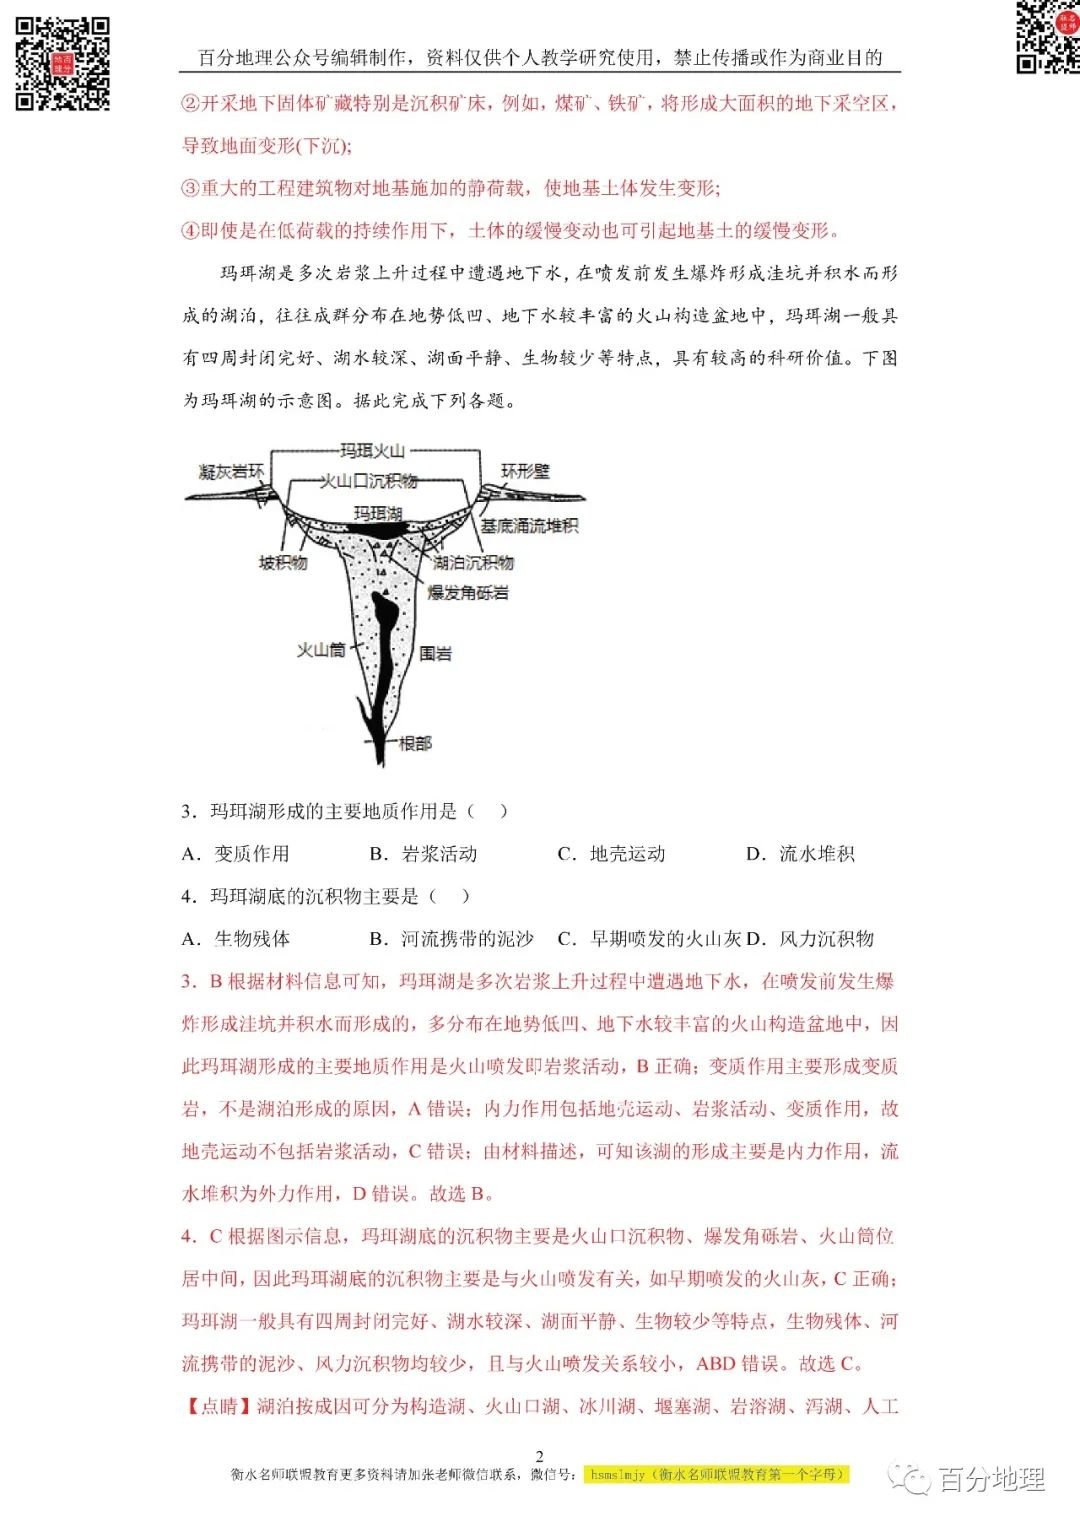 百分地理公众号编辑制作，资料仅供个人教学研究使用，禁止传播或作为商业目的
②开采地下固体矿藏特别是沉积矿床，例如，煤矿、铁矿，将形成大面积的地下采空区，
导致地面变形(下沉);
③重大的工程建筑物对地基施加的静荷载，使地基土体发生变形;
④即使是在低荷载的持续作用下，土体的缓慢变动也可引起地基土的缓慢变形。
玛珥湖是多次岩浆上升过程中遭遇地下水，在喷发前发生爆炸形成洼坑并积水而形
成的湖泊，往往成群分布在地势低凹、地下水较丰富的火山构造盆地中，玛珥湖一般具
有四周封闭完好、湖水较深、湖面平静、生物较少等特点，具有较高的科研价值。下图
为玛珥湖的示意图。据此完成下列各题。
玛珥火山
凝灰岩环
火山口沉积物
环形壁
玛珥湖
基底涌流堆积
坡积物
湖泊沉积物
爆发角砾岩
火山筒
围岩
根部
3．玛珥湖形成的主要地质作用是（ ）
A．变质作用 B．岩浆活动 C．地壳运动 D．流水堆积
4．玛珥湖底的沉积物主要是（ ）
A．生物残体 B．河流携带的泥沙 C．早期喷发的火山灰 D．风力沉积物
3．B 根据材料信息可知，玛珥湖是多次岩浆上升过程中遭遇地下水，在喷发前发生爆
炸形成洼坑并积水而形成的，多分布在地势低凹、地下水较丰富的火山构造盆地中，因
此玛珥湖形成的主要地质作用是火山喷发即岩浆活动，B 正确；变质作用主要形成变质
岩，不是湖泊形成的原因，A 错误；内力作用包括地壳运动、岩浆活动、变质作用，故
地壳运动不包括岩浆活动，C 错误；由材料描述，可知该湖的形成主要是内力作用，流
水堆积为外力作用，D 错误。故选 B。
4．C 根据图示信息，玛珥湖底的沉积物主要是火山口沉积物、爆发角砾岩、火山筒位
居中间，因此玛珥湖底的沉积物主要是与火山喷发有关，如早期喷发的火山灰，C 正确；
玛珥湖一般具有四周封闭完好、湖水较深、湖面平静、生物较少等特点，生物残体、河
流携带的泥沙、风力沉积物均较少，且与火山喷发关系较小，ABD 错误。故选 C。
【点睛】湖泊按成因可分为构造湖、火山口湖、冰川湖、堰塞湖、岩溶湖、泻湖、人工
2
衡水名师联盟教育更多资料请加张老师微信联系，微信号： hsmslmjy（衡水名师联盟教育第一个字母）
百分地理